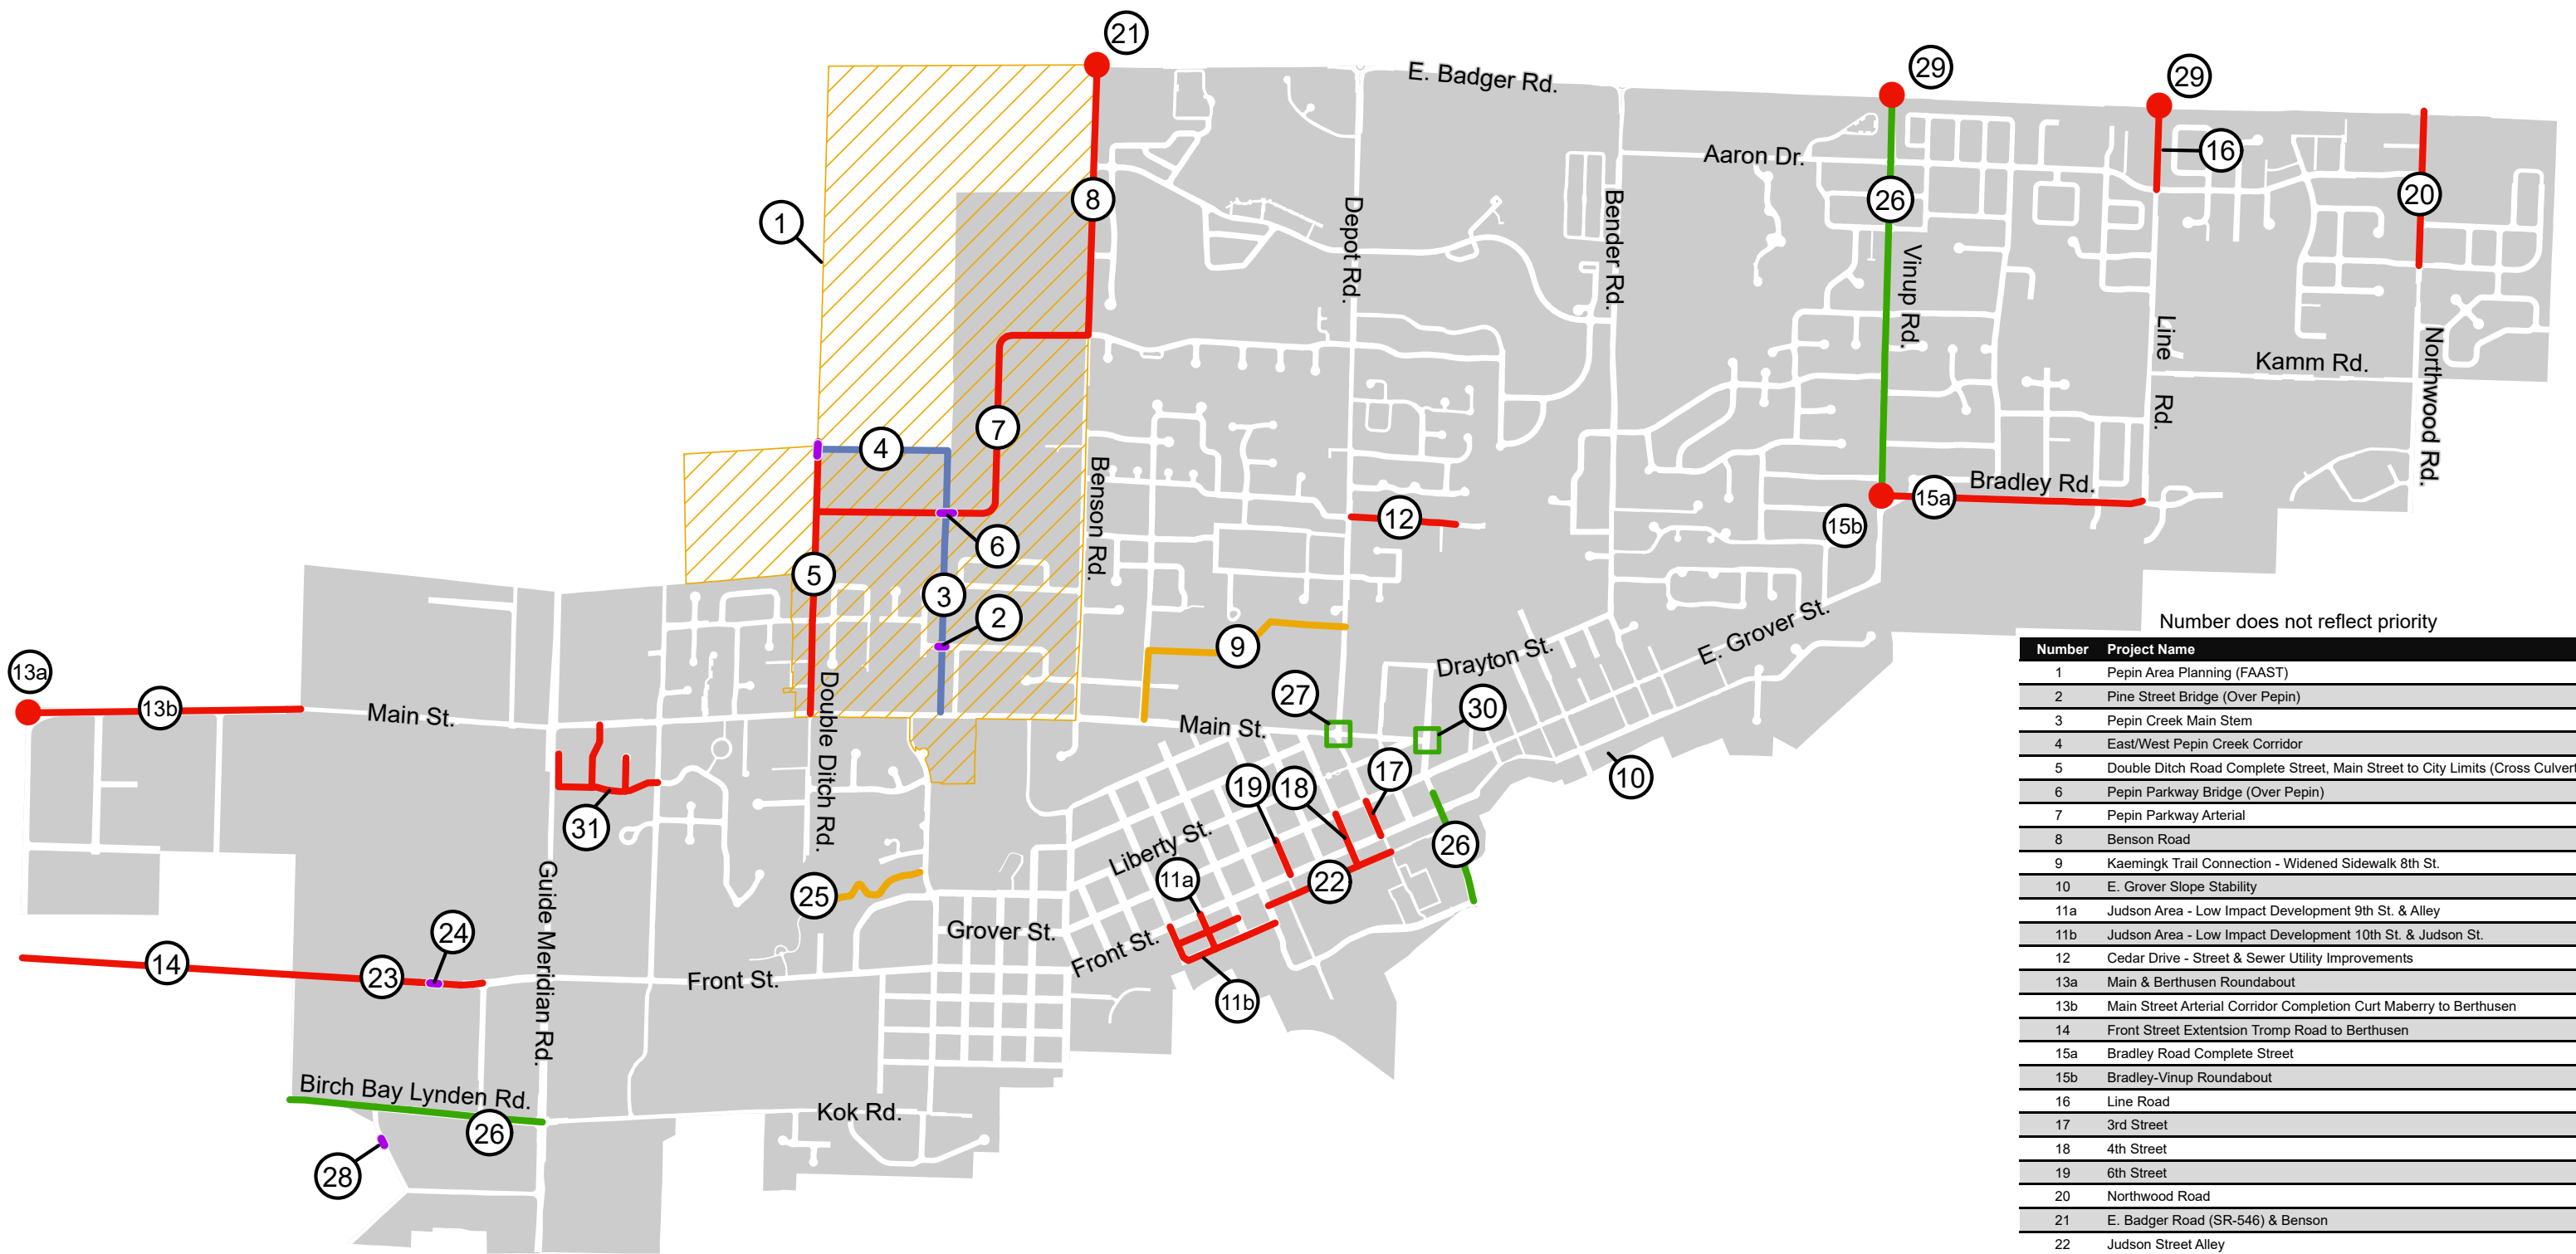 21
29
29
E. Badger Rd.
Aaron Dr.
16
1
8
26
20
Depot Rd.
Bender Rd.
Vinup Rd.
Line Rd.
Kamm Rd.
Northwood Rd.
4
7
Benson Rd.
6
12
15a
Bradley Rd.
15b
5
3
2
9
Drayton St.
E. Grover St.
13a
13b
Main St.
Double Ditch Rd.
Main St.
27
30
10
31
19
18
17
Liberty St.
26
11a
22
25
Guide Meridian Rd.
Grover St.
Front St.
24
14
23
Front St.
11b
Birch Bay Lynden Rd.
26
Kok Rd.
28
Number does not reflect priority
Number Project Name
1 Pepin Area Planning (FAAST)
2 Pine Street Bridge (Over Pepin)
3 Pepin Creek Main Stem
4 East/West Pepin Creek Corridor
5 Double Ditch Road Complete Street, Main Street to City Limits (Cross Culvert
6 Pepin Parkway Bridge (Over Pepin)
7 Pepin Parkway Arterial
8 Benson Road
9 Kaemingk Trail Connection - Widened Sidewalk 8th St.
10 E. Grover Slope Stability
11a Judson Area - Low Impact Development 9th St. & Alley
11b Judson Area - Low Impact Development 10th St. & Judson St.
12 Cedar Drive - Street & Sewer Utility Improvements
13a Main & Berthusen Roundabout
13b Main Street Arterial Corridor Completion Curt Maberry to Berthusen
14 Front Street Extentsion Tromp Road to Berthusen
15a Bradley Road Complete Street
15b Bradley-Vinup Roundabout
16 Line Road
17 3rd Street
18 4th Street
19 6th Street
20 Northwood Road
21 E. Badger Road (SR-546) & Benson
22 Judson Street Alley